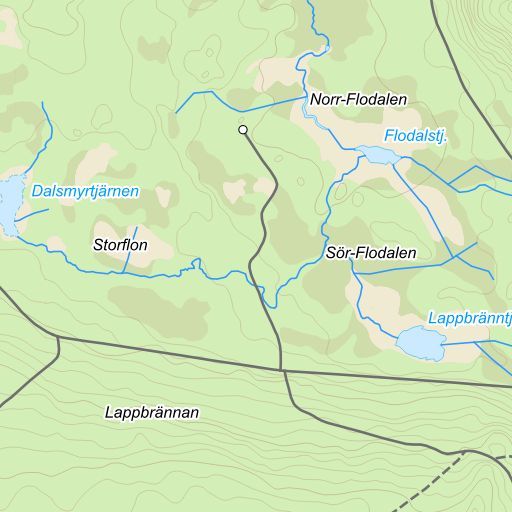 Norr-Flodalen
Flodalstj.
Dalsmyrtjärnen
Storflon
Sör-Flodalen
Lappbränntj
Lappbrännan